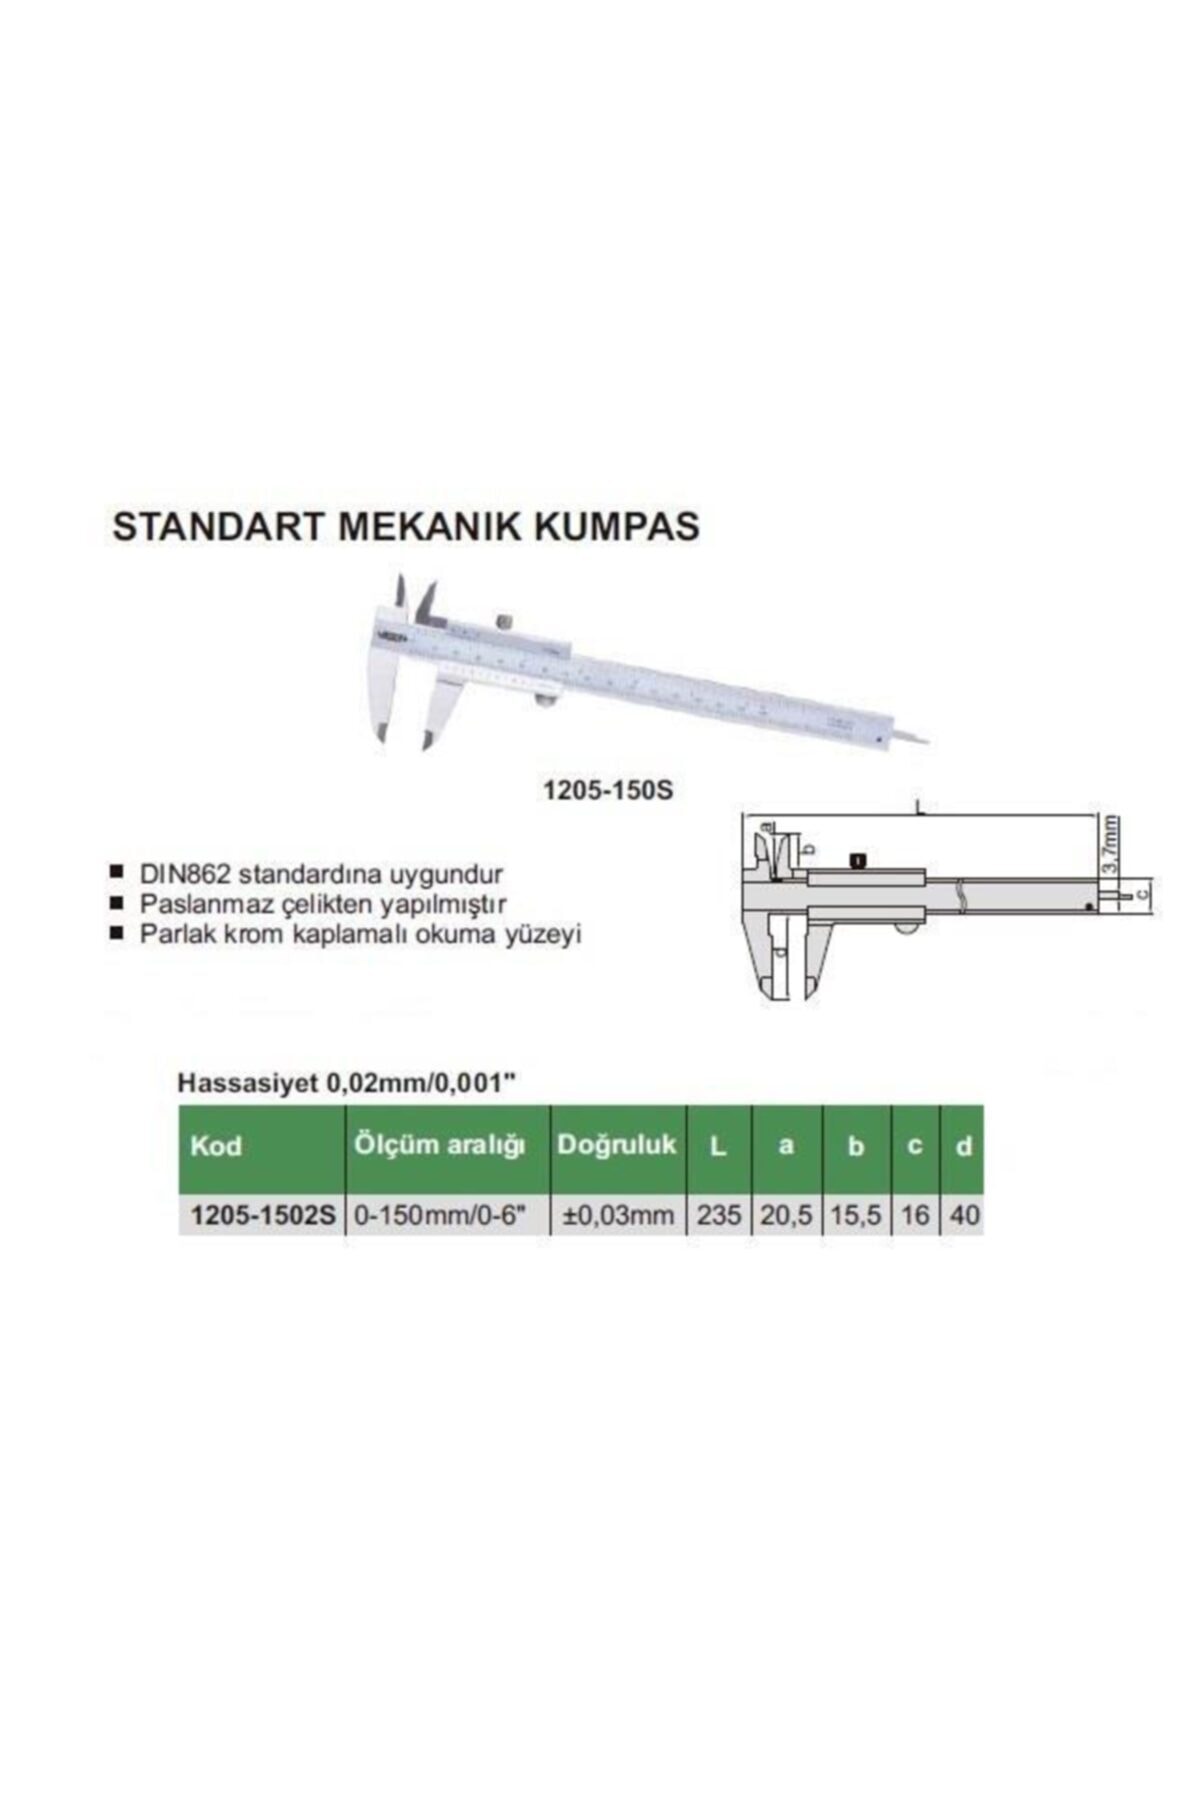 STANDART MEKANIK KUMPAS
1205-150S
L
a
b
3,7mm
c
d
DIN862 standardına uygundur
Paslanmaz çelikten yapılmıştır
Parlak krom kaplamalı okuma yüzeyi
Hassasiyet 0,02mm/0,001"
Kod Ölçüm aralığı Doğruluk L a b c d
1205-1502S 0-150mm/0-6" ±0,03mm 235 20,5 15,5 16 40